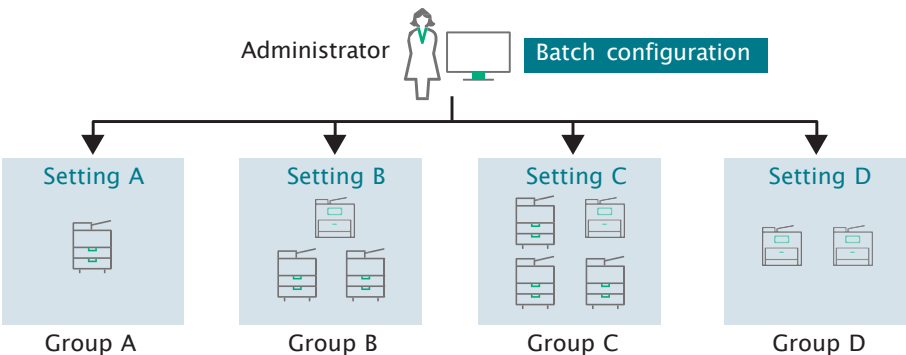 Administrator
Batch configuration
Setting A
Setting B
Setting C
Setting D
Group A
Group B
Group C
Group D